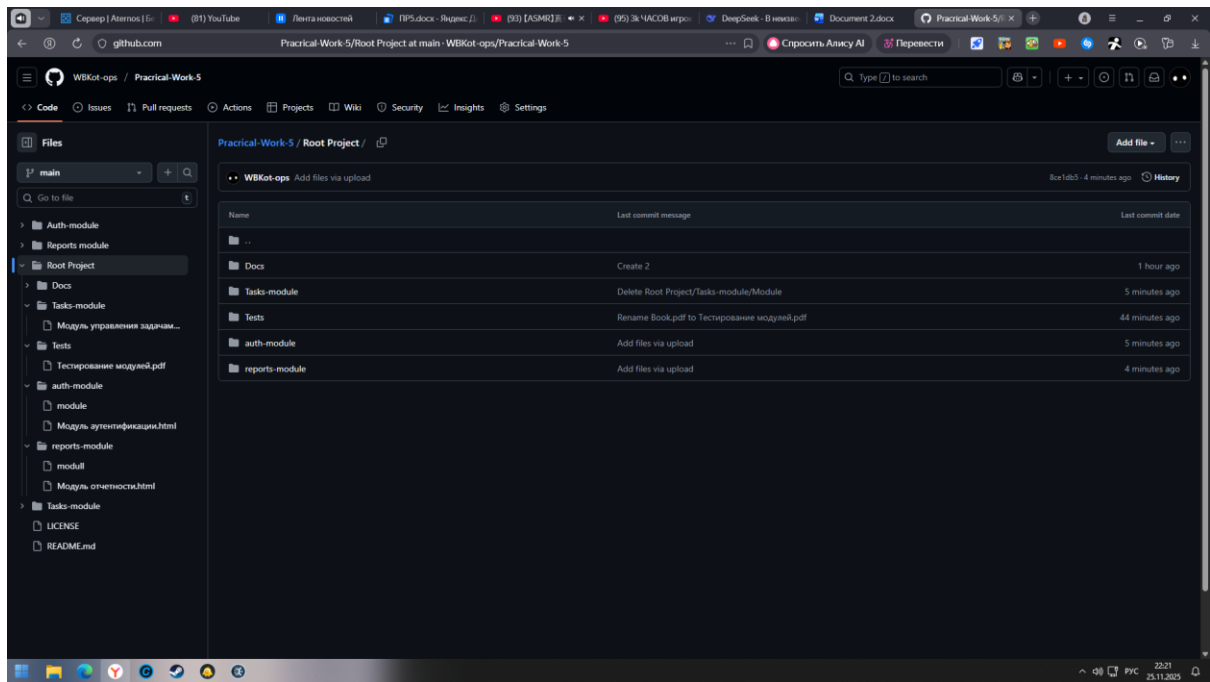 Сервер | Aternos | Бе (81) YouTube Лента новостей ПР5.docx - Яндекс Д (93) [ASMR] (95) 3k ЧАСОВ игро DeepSeek - В неизве Document 2.docx Pracrical-Work-5/
github.com Pracrical-Work-5/Root Project at main · WBKot-ops/Pracrical-Work-5 Спросить Алису AI Перевести
WBKot-ops / Pracrical-Work-5 Type / to search
Code Issues Pull requests Actions Projects Wiki Security Insights Settings
Files Pracrical-Work-5 / Root Project / Add file
main
WBKot-ops Add files via upload 8ce1db5 · 4 minutes ago History
Go to file t
Name Last commit message Last commit date
Auth-module
Reports module
..
Root Project
Docs Create 2 1 hour ago
Docs
Tasks-module Delete Root Project/Tasks-module/Module 5 minutes ago
Tasks-module
Tests Rename Book.pdf to Тестирование модулей.pdf 44 minutes ago
Модуль управления задачам...
Tests auth-module Add files via upload 5 minutes ago
Тестирование модулей.pdf reports-module Add files via upload 4 minutes ago
auth-module
module
Модуль аутентификации.html
reports-module
modull
Модуль отчетности.html
Tasks-module
LICENSE
README.md
РУС 22:21
25.11.2025